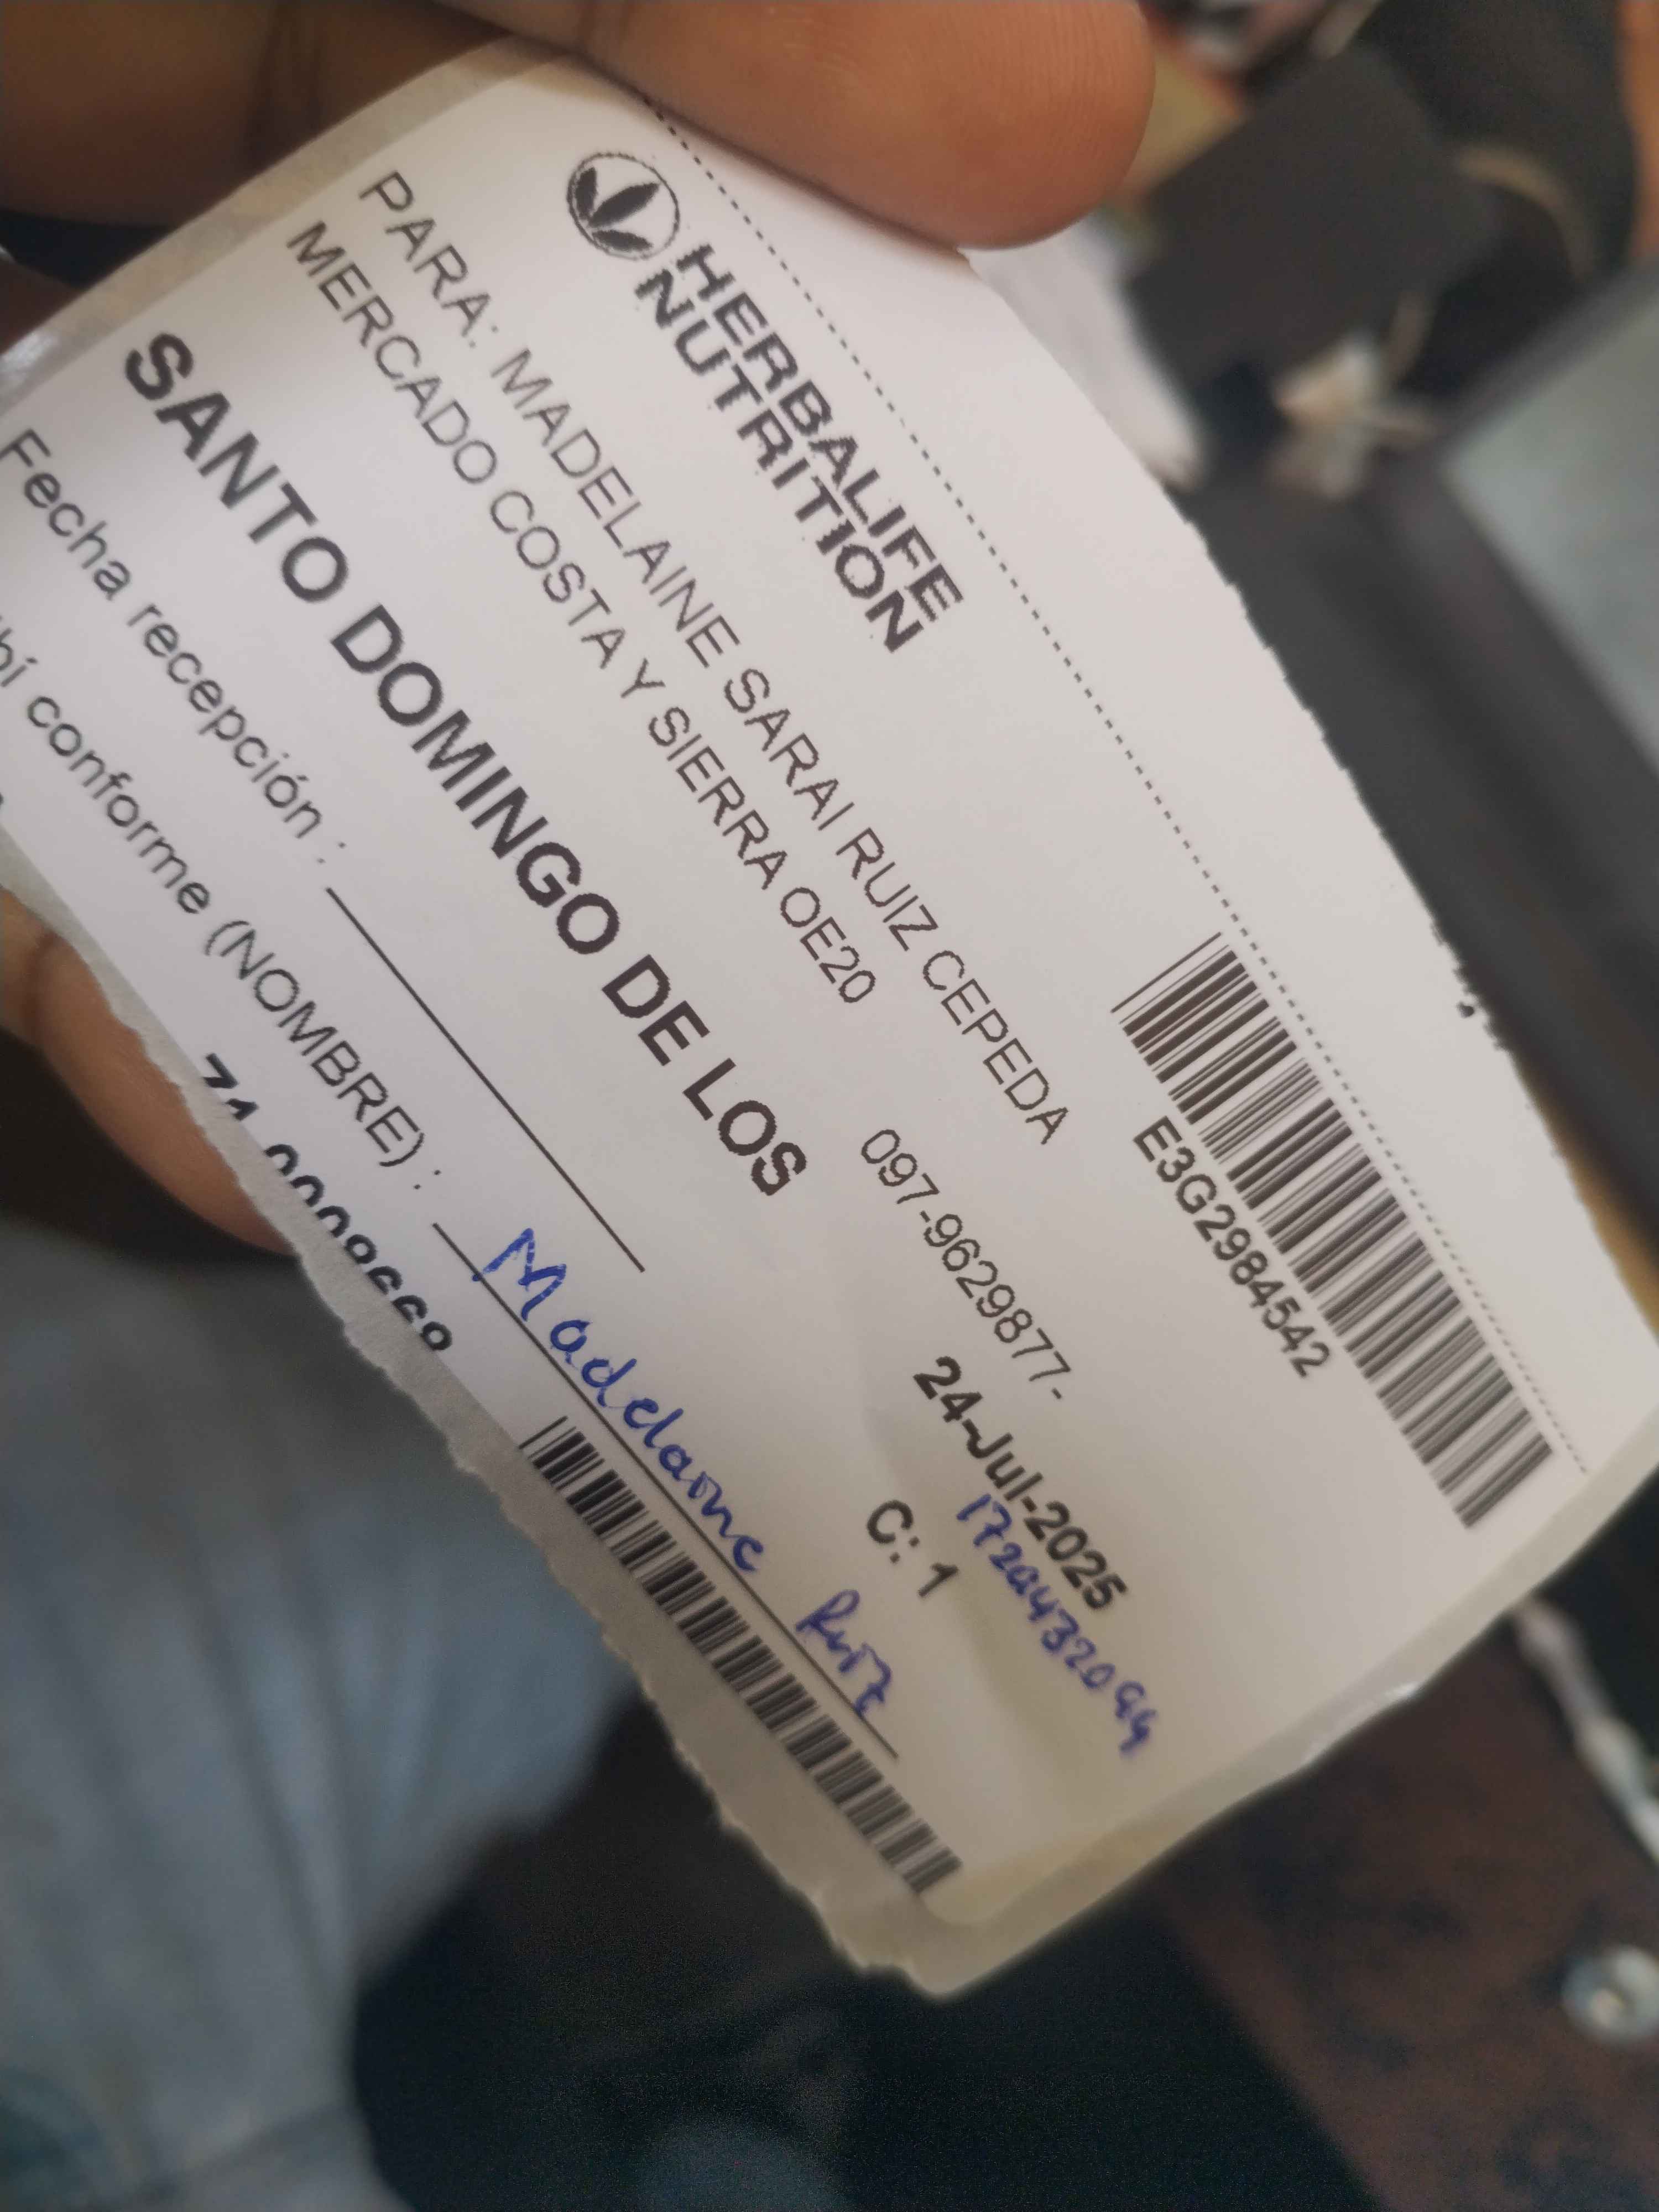 HERBALIFE
NUTRITION
E3G2984542
PARA: MADELAINE SARAI RUIZ CEPEDA
MERCADO COSTA Y SIERRA OE20
097-9629877-
24-Jul-2025
SANTO DOMINGO DE LOS
C: 1
Fecha recepción :
conforme (NOMBRE) : Madelaine Ruiz